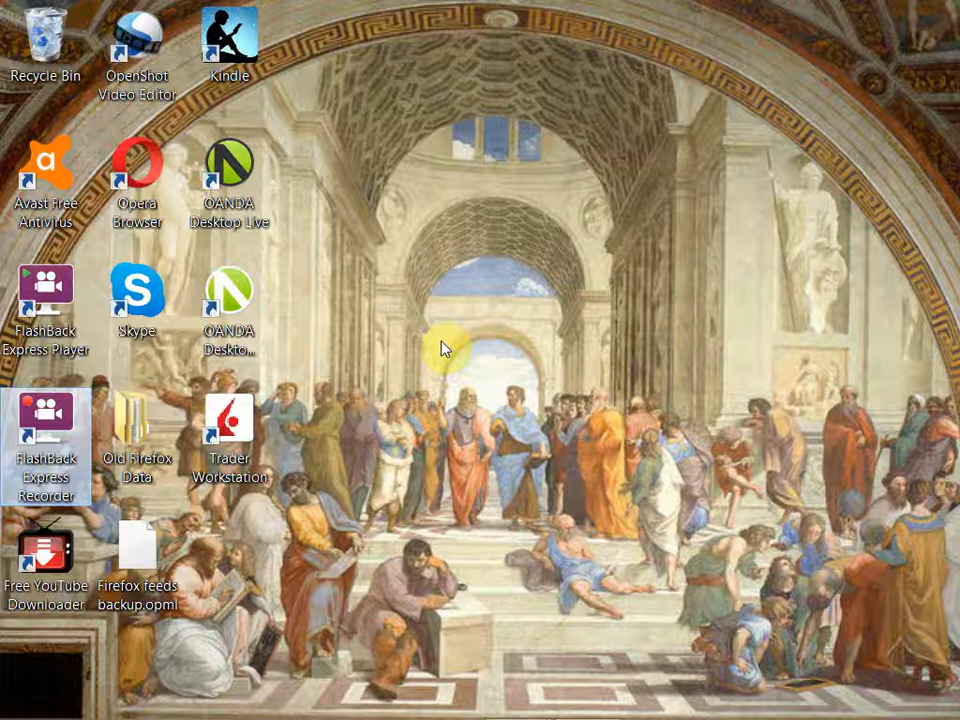 Recycle Bin
OpenShot
Video Editor
Kindle
a
Avast Free
Antivirus
Opera
Browser
OANDA
Desktop Live
FlashBack
Express Player
S
Skype
OANDA
Deskto...
FlashBack
Express
Recorder
Old Firefox
Data
Trader
Workstation
Free YouTube
Downloader
Firefox feeds
backup.opml